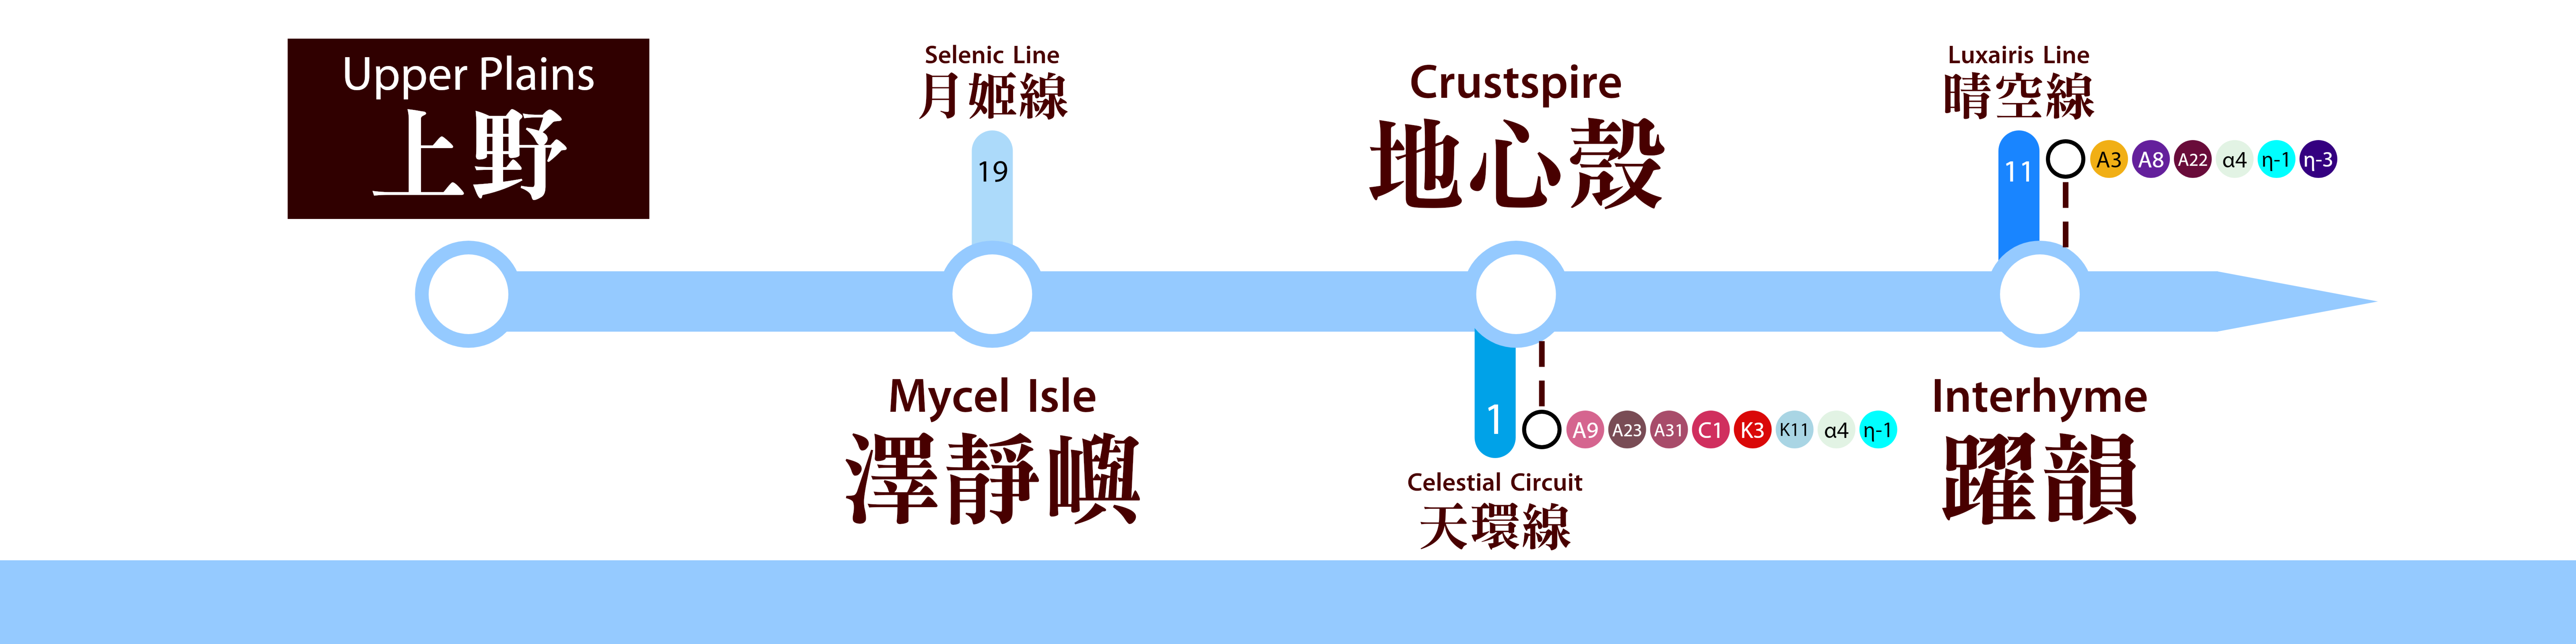 Upper Plains
上野
Selenic Line
月姬線
19
Mycel Isle
澤靜嶼
Crustspire
地心殼
1
A9 A23 A31 C1 K3 K11 α4 η-1
Celestial Circuit
天環線
Luxairis Line
晴空線
11
A3 A8 A22 α4 η-1 η-3
Interhyme
躍韻